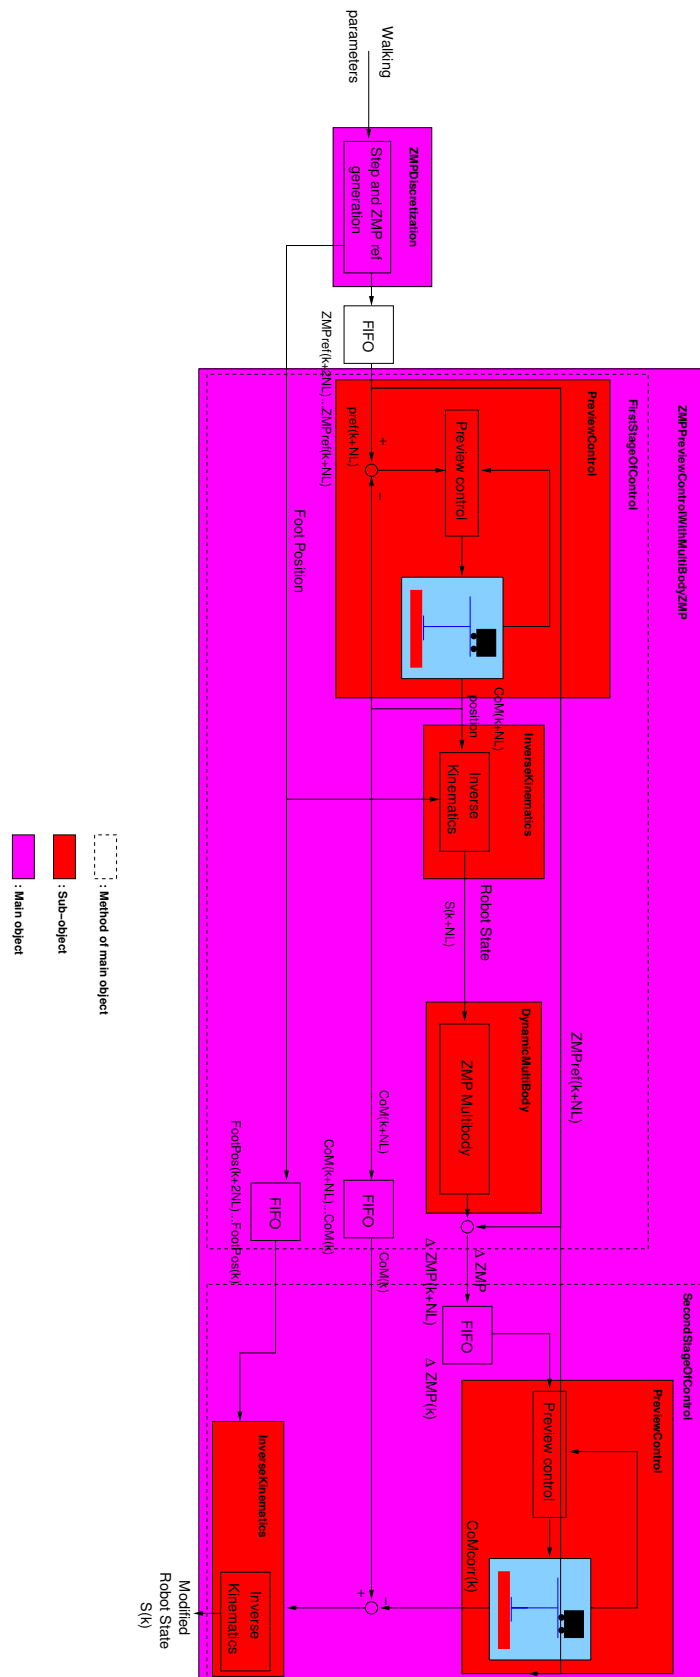 Walking
parameters
ZMPDiscretization
Step and ZMP ref
generation
FIFO
ZMPref(k+2NL)...ZMPref(k+NL)
ZMPPreviewControlWithMultiBodyZMP
FirstStageOfControl
PreviewControl
Preview control
+
pref(k+NL)
−
Foot Position
CoM(k+NL)
position
InverseKinematics
Inverse
Kinematics
Robot State
S(k+NL)
ZMPref(k+NL)
DynamicMultiBody
ZMP Multibody
CoM(k+NL)
FIFO
CoM(k+NL)...CoM(k)
CoM(k)
FIFO
FootPos(k+2NL)...FootPos(k)
Δ ZMP
Δ ZMP(k+NL)
FIFO
Δ ZMP(k)
SecondStageOfControl
PreviewControl
Preview control
CoMcorr(k)
−
+
InverseKinematics
Inverse
Kinematics
Modified
Robot State
S(k)
: Method of main object
: Sub−object
: Main object